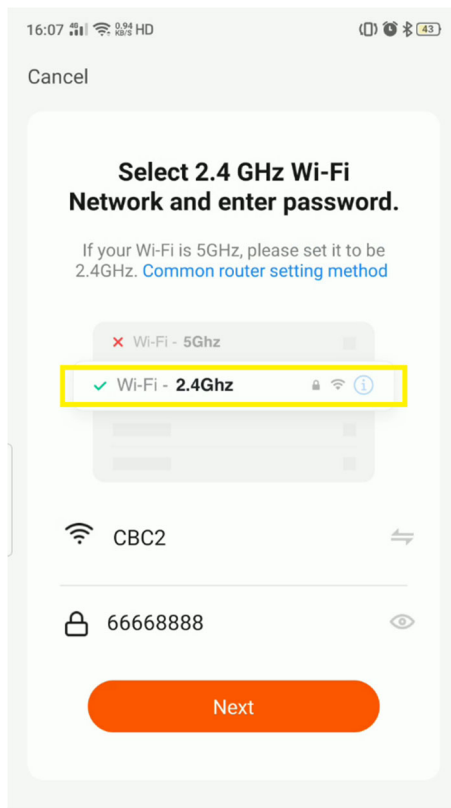 16:07 4G 0.94 KB/S HD 43
Cancel
Select 2.4 GHz Wi-Fi
Network and enter password.
If your Wi-Fi is 5GHz, please set it to be
2.4GHz. Common router setting method
Wi-Fi - 5Ghz
Wi-Fi - 2.4Ghz
CBC2
66668888
Next